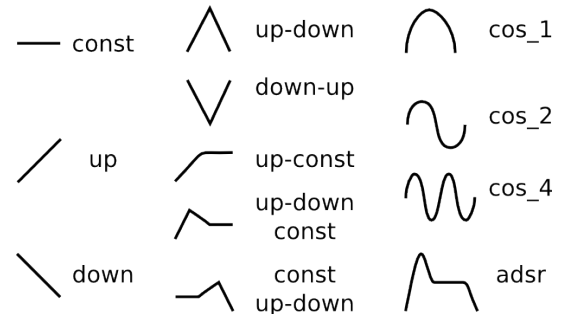 const
up
down
up-down
down-up
up-const
up-down
const
const
up-down
cos_1
cos_2
cos_4
adsr